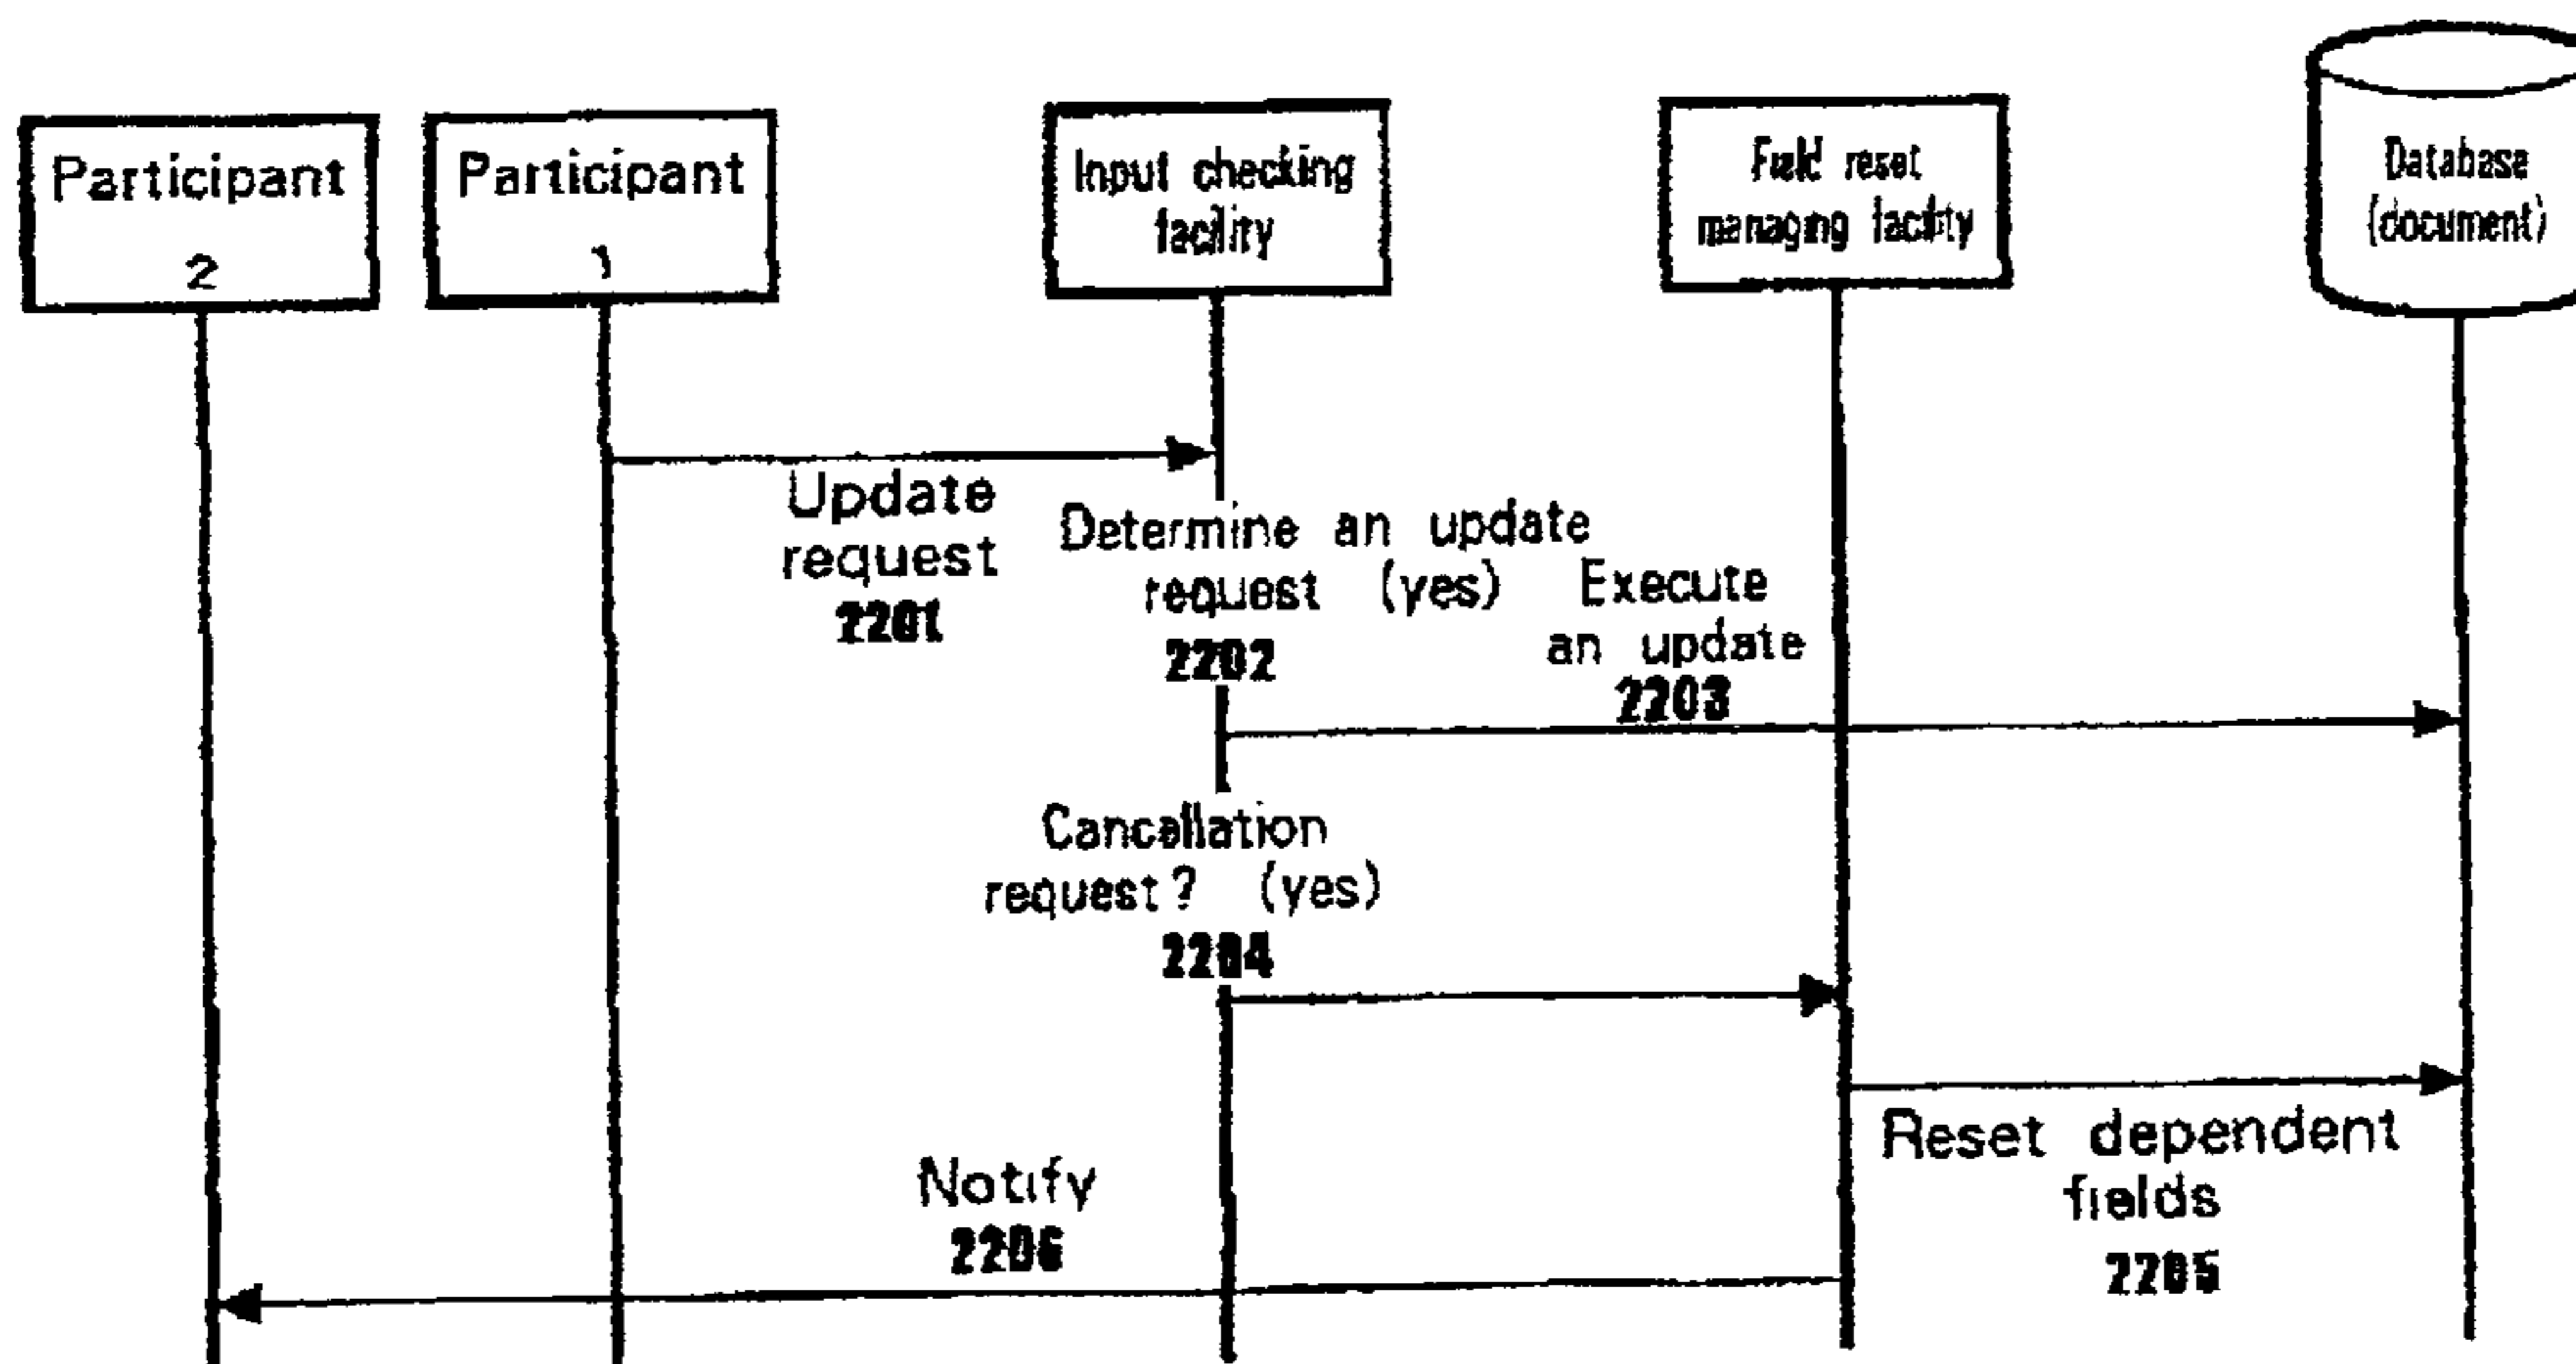 Participant
2
Participant
1
Input checking
facility
Field reset
managing facility
Database
(document)
Update
request
2201
Determine an update
request (yes)
2202
Execute
an update
2203
Cancellation
request? (yes)
2204
Reset dependent
fields
2205
Notify
2206